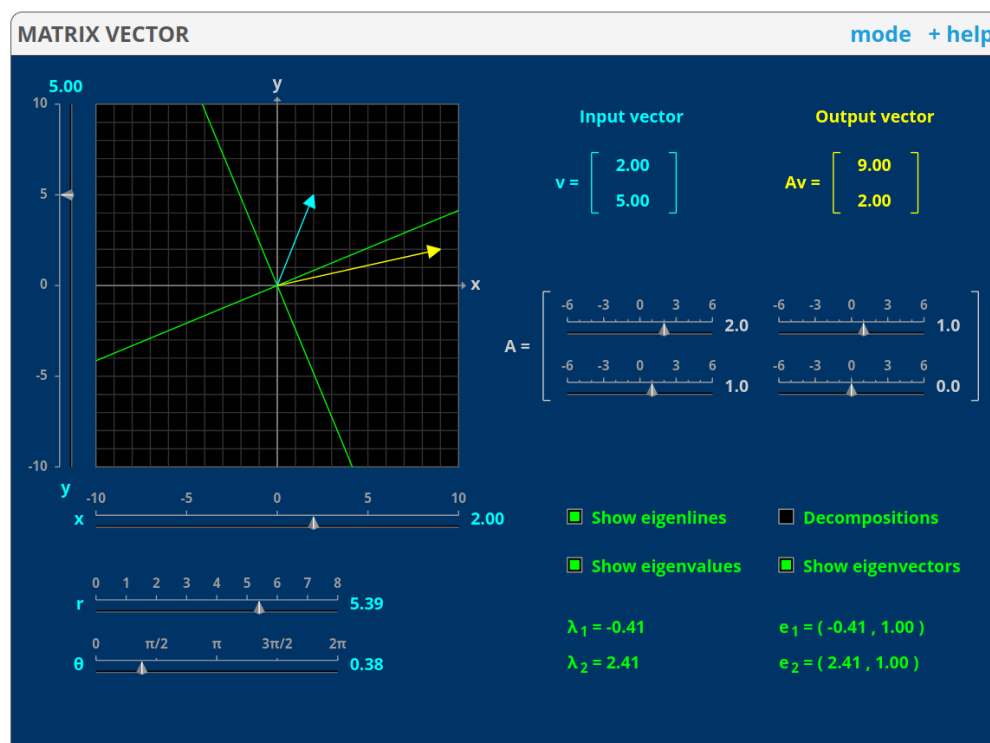 MATRIX VECTOR mode + help
5.00
y
10
5
0
-5
-10
x
y
-10 -5 0 5 10
x 2.00
0 1 2 3 4 5 6 7 8
r 5.39
0 π/2 π 3π/2 2π
θ 0.38
Input vector Output vector
v = 2.00 5.00
Av = 9.00 2.00
A =
-6 -3 0 3 6 2.0
-6 -3 0 3 6 1.0
-6 -3 0 3 6 1.0
-6 -3 0 3 6 0.0
Show eigenlines Decompositions
Show eigenvalues Show eigenvectors
λ1 = -0.41 e1 = ( -0.41 , 1.00 )
λ2 = 2.41 e2 = ( 2.41 , 1.00 )